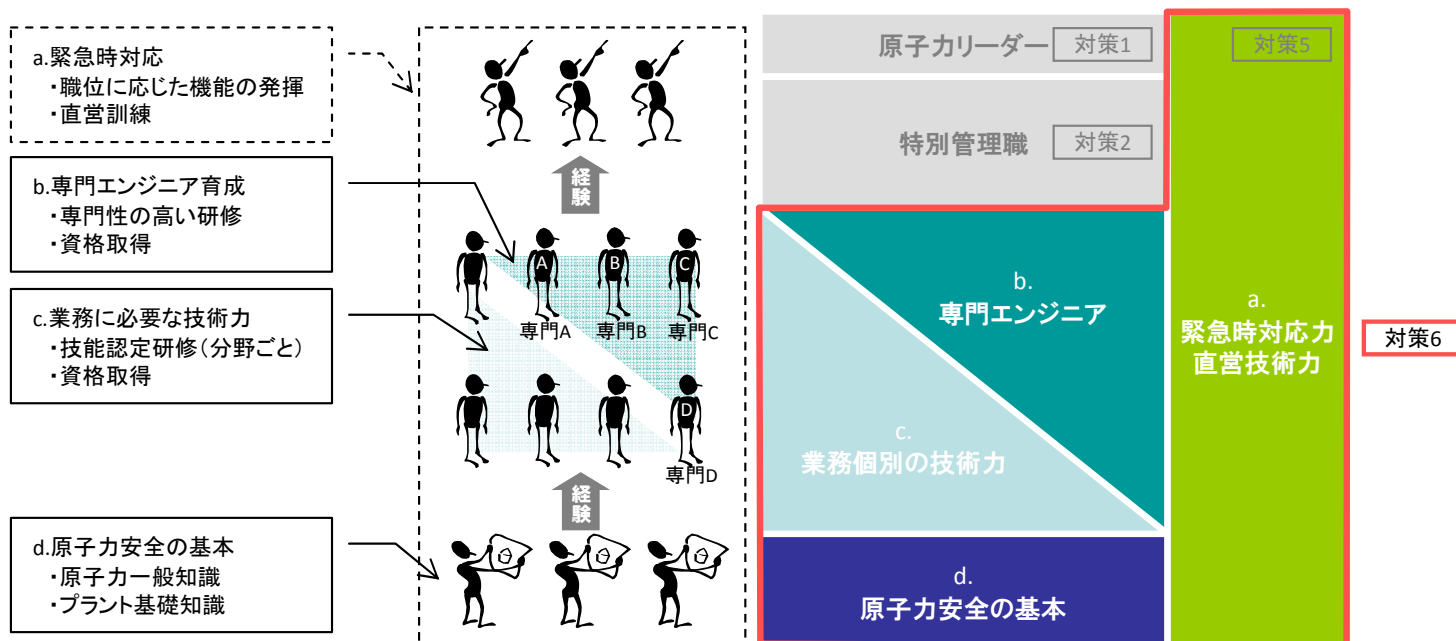 a.緊急時対応
・職位に応じた機能の発揮
・直営訓練
b.専門エンジニア育成
・専門性の高い研修
・資格取得
c.業務に必要な技術力
・技能認定研修(分野ごと)
・資格取得
d.原子力安全の基本
・原子力一般知識
・プラント基礎知識
経験
A
B
C
専門A
専門B
専門C
D
専門D
経験
原子力リーダー
対策1
特別管理職
対策2
対策5
b.
専門エンジニア
c.
業務個別の技術力
d.
原子力安全の基本
a.
緊急時対応力
直営技術力
対策6